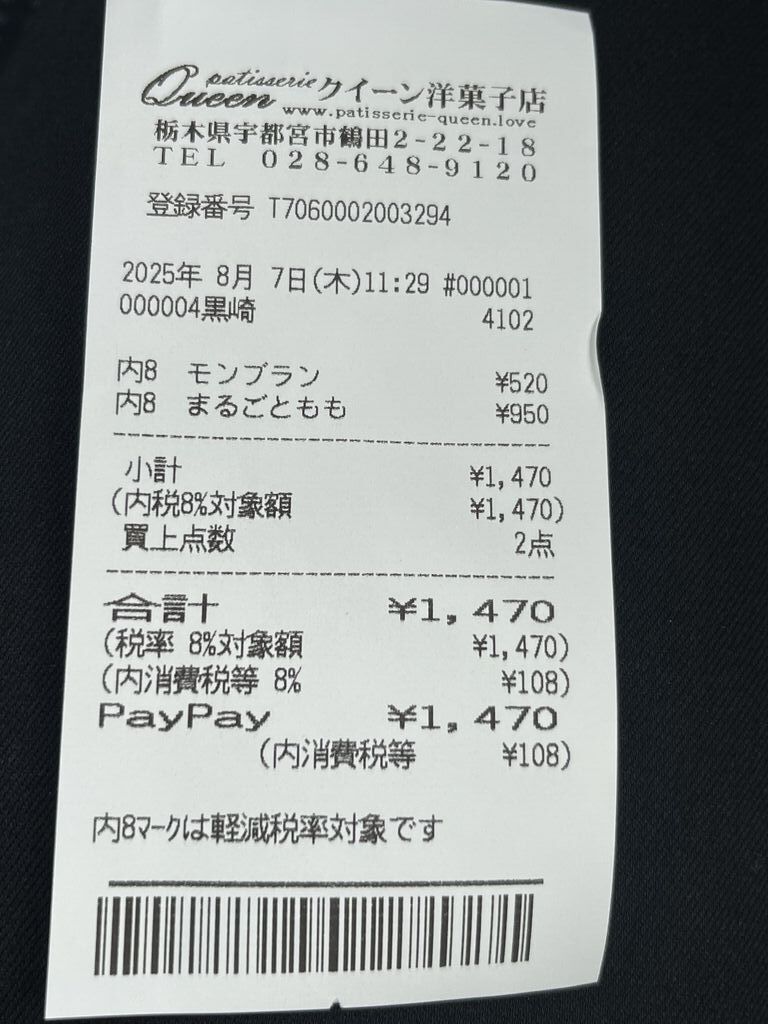 patisserie
Queen クイーン洋菓子店
www.patisserie-queen.love
栃木県宇都宮市鶴田2-22-18
TEL 028-648-9120
登録番号 T7060002003294
2025年 8月 7日(木)11:29 #000001
000004黒崎 4102
内8 モンブラン ¥520
内8 まるごともも ¥950
小計 ¥1,470
(内税8%対象額 ¥1,470)
買上点数 2点
合計 ¥1,470
(税率 8%対象額 ¥1,470)
(内消費税等 8% ¥108)
PayPay ¥1,470
(内消費税等 ¥108)
内8マークは軽減税率対象です